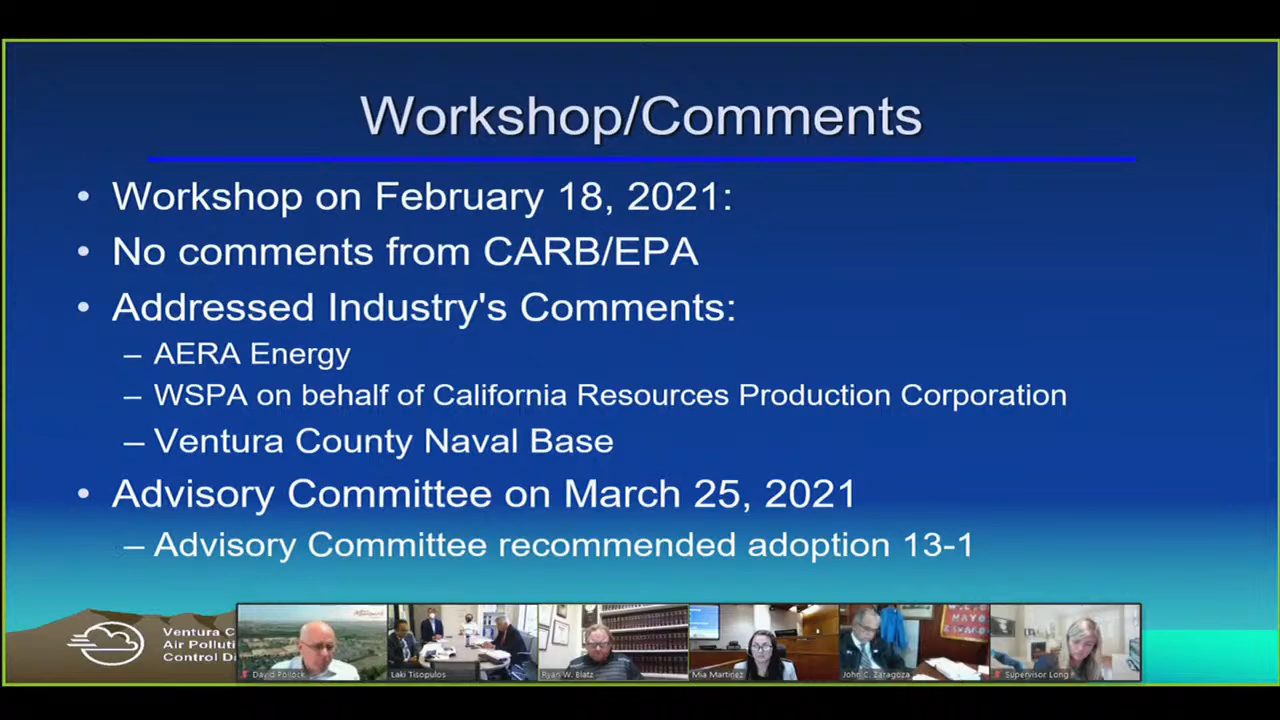 Workshop/Comments
• Workshop on February 18, 2021:
• No comments from CARB/EPA
• Addressed Industry's Comments:
– AERA Energy
– WSPA on behalf of California Resources Production Corporation
– Ventura County Naval Base
• Advisory Committee on March 25, 2021
– Advisory Committee recommended adoption 13-1
Ventura C
Air Polluti
Control Di
David Pollock
Laki Tisopulos
Ryan W. Blatz
Mia Martinez
John C. Zaragoza
Supervisor Long